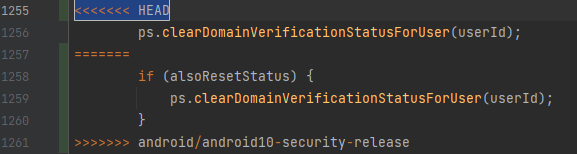 1255 <<<<<<< HEAD
1256         ps.clearDomainVerificationStatusForUser(userId);
1257 =======
1258         if (alsoResetStatus) {
1259             ps.clearDomainVerificationStatusForUser(userId);
1260         }
1261 >>>>>>> android/android10-security-release